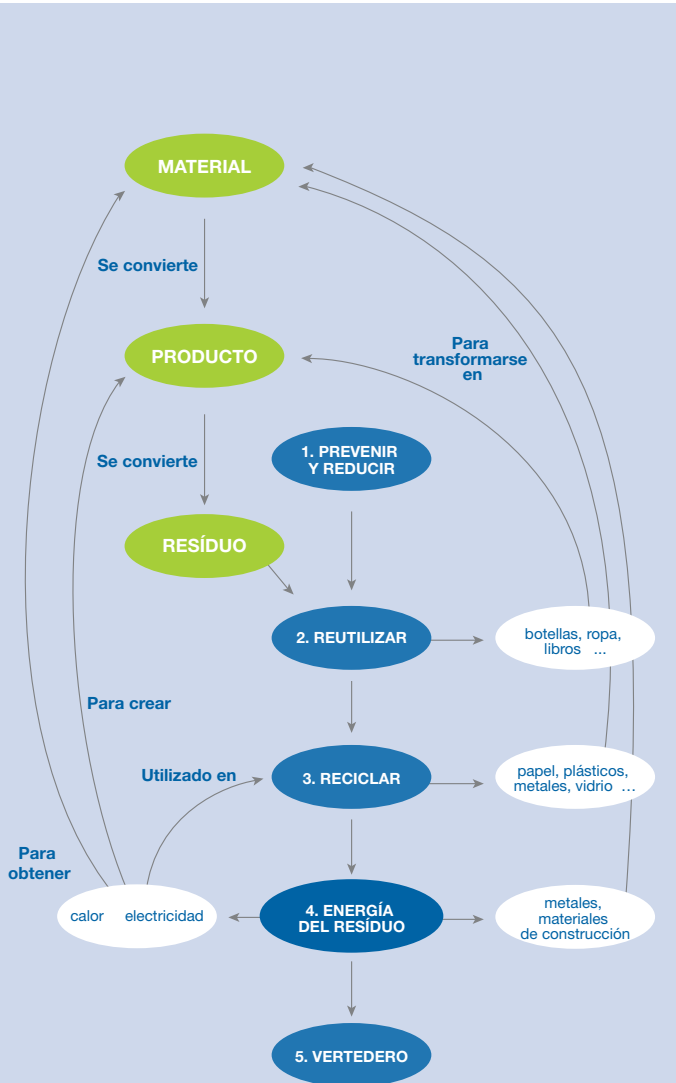 MATERIAL
Se convierte
PRODUCTO
Para
transformarse
en
Se convierte
1. PREVENIR
Y REDUCIR
RESÍDUO
2. REUTILIZAR
botellas, ropa,
libros ...
Para crear
Utilizado en
3. RECICLAR
papel, plásticos,
metales, vidrio ...
Para
obtener
calor electricidad
4. ENERGÍA
DEL RESÍDUO
metales,
materiales
de construcción
5. VERTEDERO